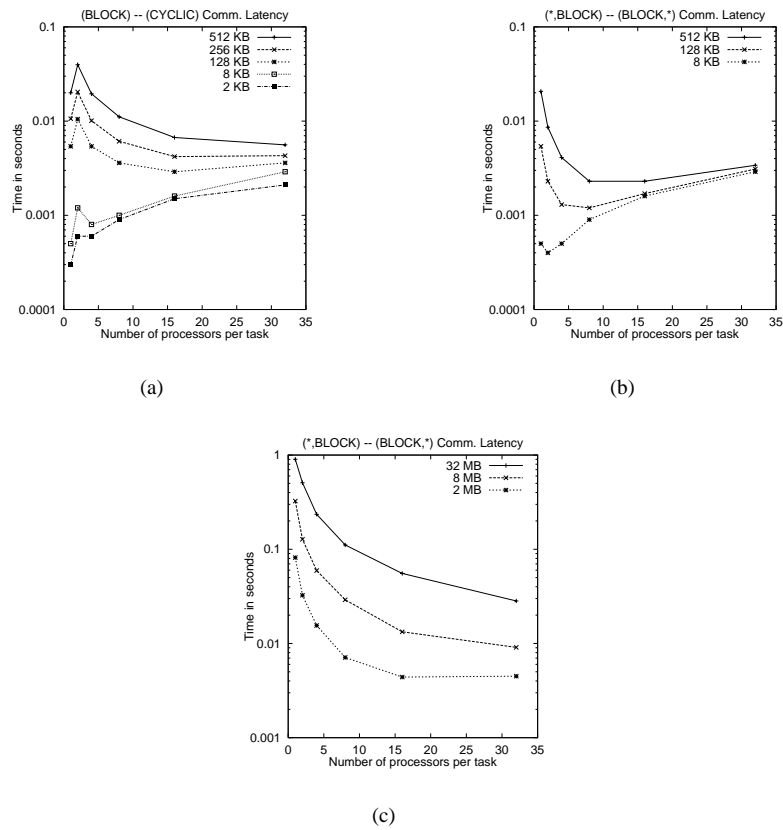 (BLOCK) -- (CYCLIC) Comm. Latency
0.1
0.01
0.001
0.0001
Time in seconds
512 KB
256 KB
128 KB
8 KB
2 KB
0 5 10 15 20 25 30 35
Number of processors per task
(a)
(*,BLOCK) -- (BLOCK,*) Comm. Latency
0.1
0.01
0.001
0.0001
Time in seconds
512 KB
128 KB
8 KB
0 5 10 15 20 25 30 35
Number of processors per task
(b)
(*,BLOCK) -- (BLOCK,*) Comm. Latency
1
0.1
0.01
0.001
Time in seconds
32 MB
8 MB
2 MB
0 5 10 15 20 25 30 35
Number of processors per task
(c)